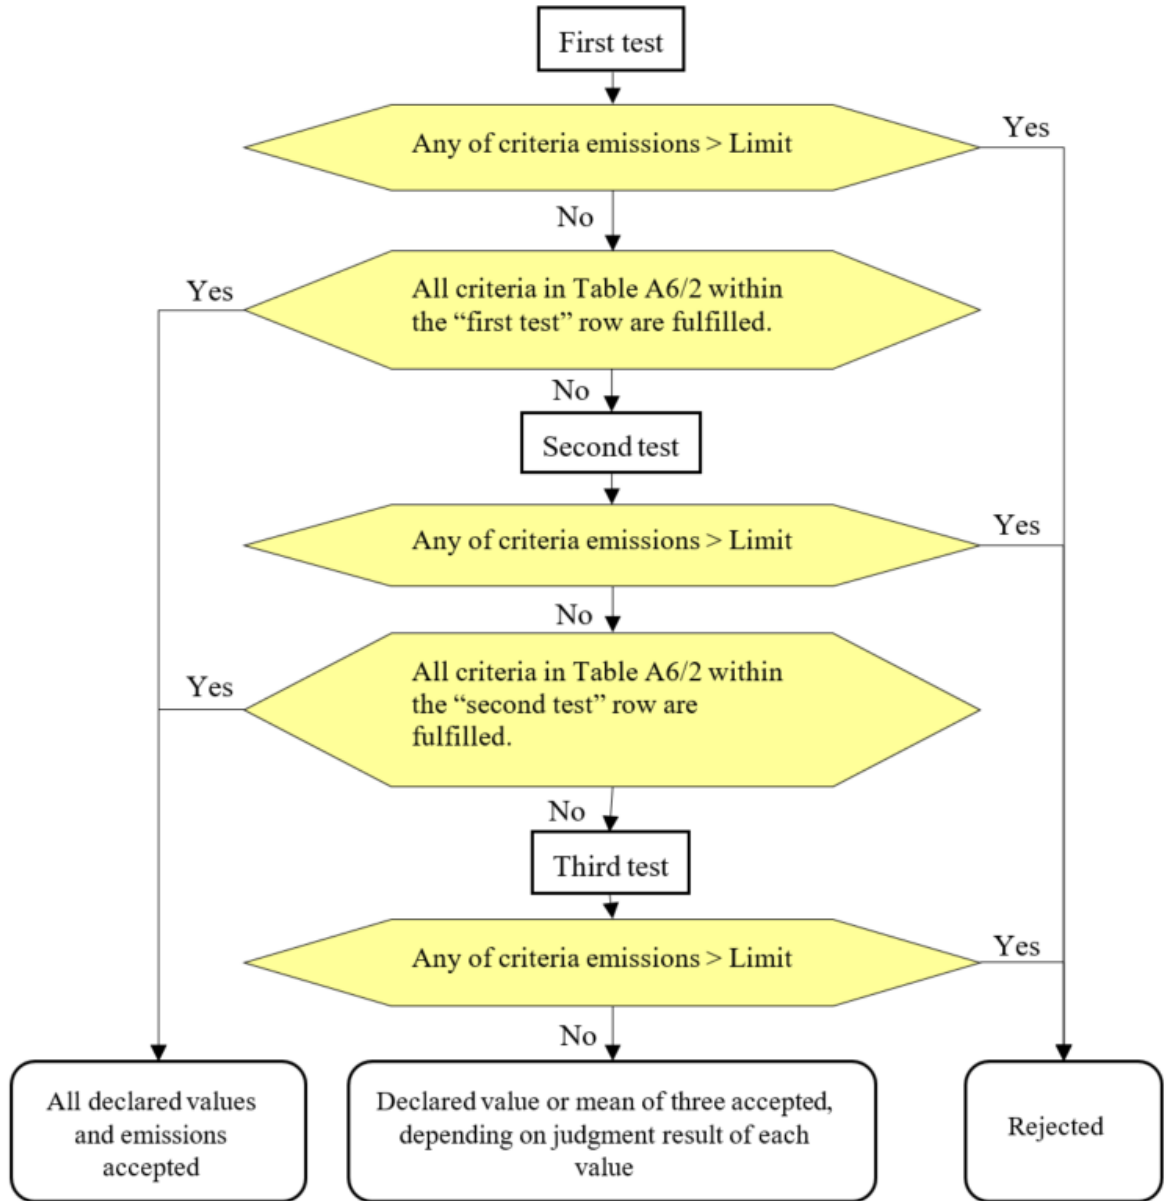 First test
Any of criteria emissions > Limit
Yes
No
All criteria in Table A6/2 within
the “first test” row are fulfilled.
Yes
No
Second test
Any of criteria emissions > Limit
Yes
No
All criteria in Table A6/2 within
the “second test” row are
fulfilled.
Yes
No
Third test
Any of criteria emissions > Limit
Yes
No
All declared values
and emissions
accepted
Declared value or mean of three accepted,
depending on judgment result of each
value
Rejected